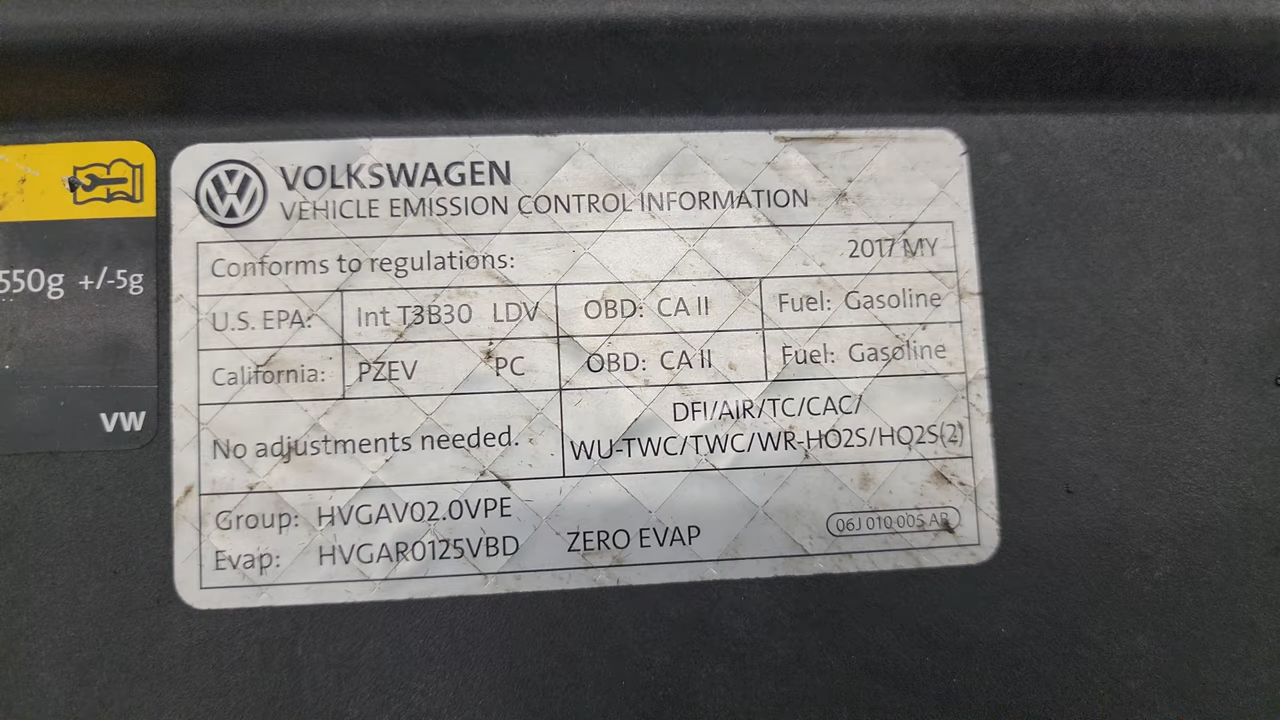 550g +/-5g
VW
VOLKSWAGEN
VEHICLE EMISSION CONTROL INFORMATION
Conforms to regulations: 2017 MY
U.S. EPA: Int T3B30 LDV OBD: CA II Fuel: Gasoline
California: PZEV PC OBD: CA II Fuel: Gasoline
No adjustments needed.
DFI/AIR/TC/CAC/
WU-TWC/TWC/WR-HO2S/HO2S(2)
Group: HVGAV02.0VPE
Evap: HVGAR0125VBD ZERO EVAP
06J 010 005